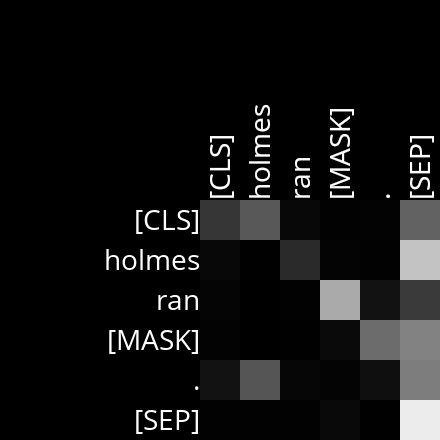 [CLS]
holmes
ran
[MASK]
.
[SEP]
[CLS]
holmes
ran
[MASK]
.
[SEP]